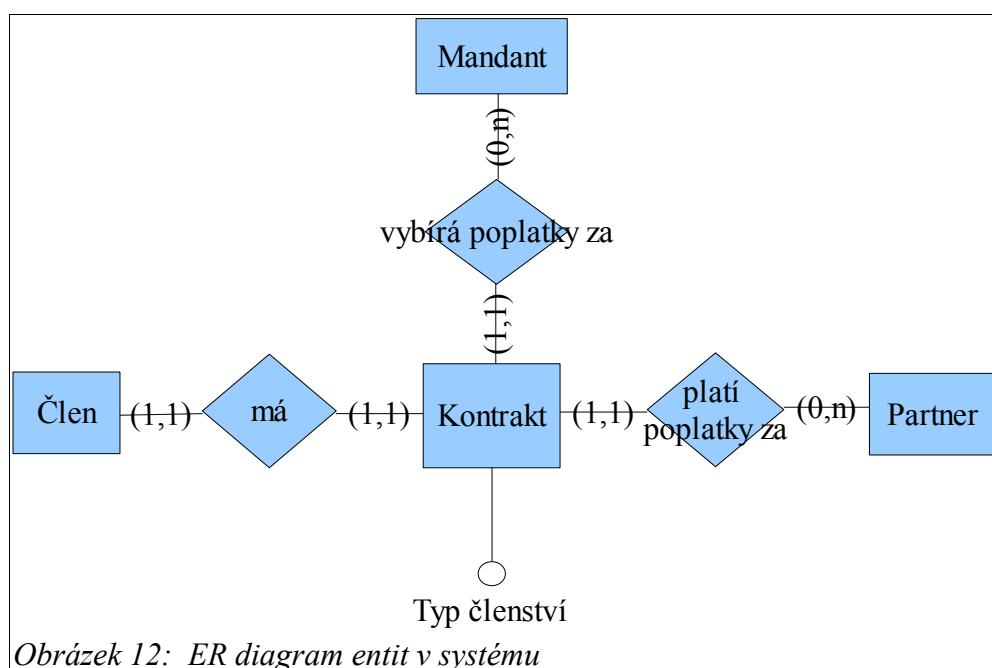 Mandant
(0,n)
vybírá poplatky za
(1,1)
Člen
(1,1)
má
(1,1)
Kontrakt
(1,1)
platí
poplatky za
(0,n)
Partner
Typ členství
Obrázek 12: ER diagram entit v systému